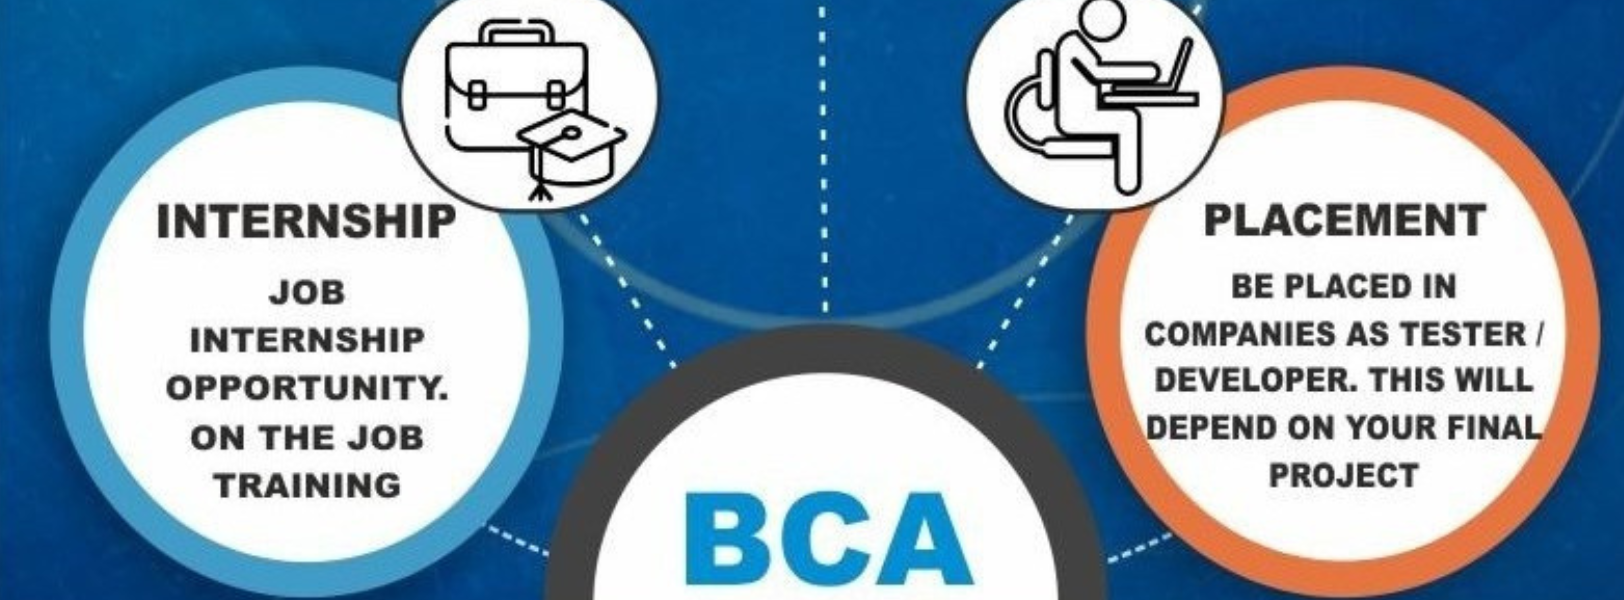 INTERNSHIP
JOB
INTERNSHIP
OPPORTUNITY.
ON THE JOB
TRAINING
PLACEMENT
BE PLACED IN
COMPANIES AS TESTER /
DEVELOPER. THIS WILL
DEPEND ON YOUR FINAL
PROJECT
BCA